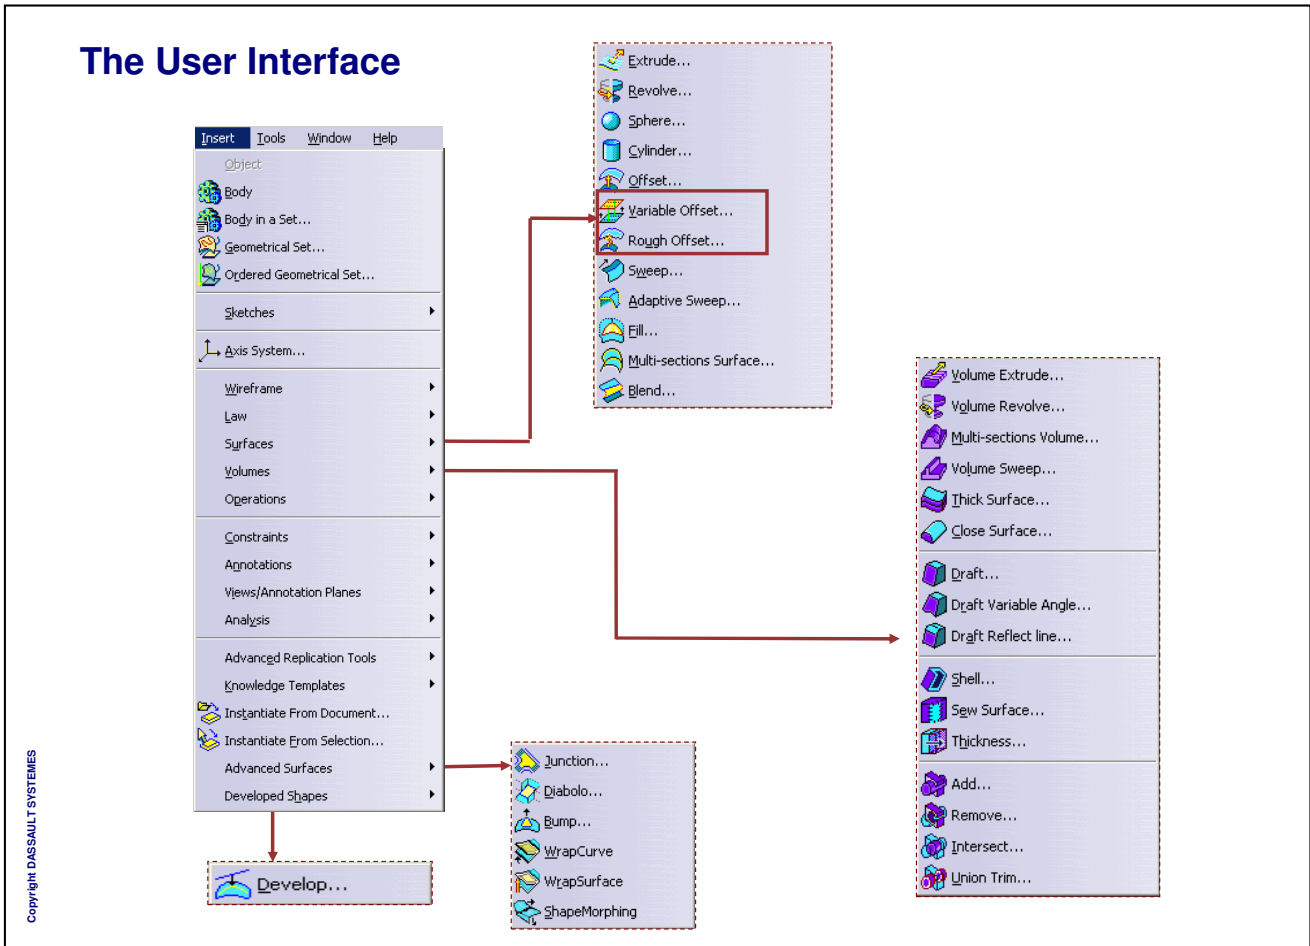 The User Interface
Insert Tools Window Help
Object
Body
Body in a Set...
Geometrical Set...
Ordered Geometrical Set...
Sketches
Axis System...
Wireframe
Law
Surfaces
Volumes
Operations
Constraints
Annotations
Views/Annotation Planes
Analysis
Advanced Replication Tools
Knowledge Templates
Instantiate From Document...
Instantiate From Selection...
Advanced Surfaces
Developed Shapes
Develop...
Extrude...
Revolve...
Sphere...
Cylinder...
Offset...
Variable Offset...
Rough Offset...
Sweep...
Adaptive Sweep...
Fill...
Multi-sections Surface...
Blend...
Junction...
Diabolo...
Bump...
WrapCurve
WrapSurface
ShapeMorphing
Volume Extrude...
Volume Revolve...
Multi-sections Volume...
Volume Sweep...
Thick Surface...
Close Surface...
Draft...
Draft Variable Angle...
Draft Reflect line...
Shell...
Sew Surface...
Thickness...
Add...
Remove...
Intersect...
Union Trim...
Copyright DASSAULT SYSTEMES